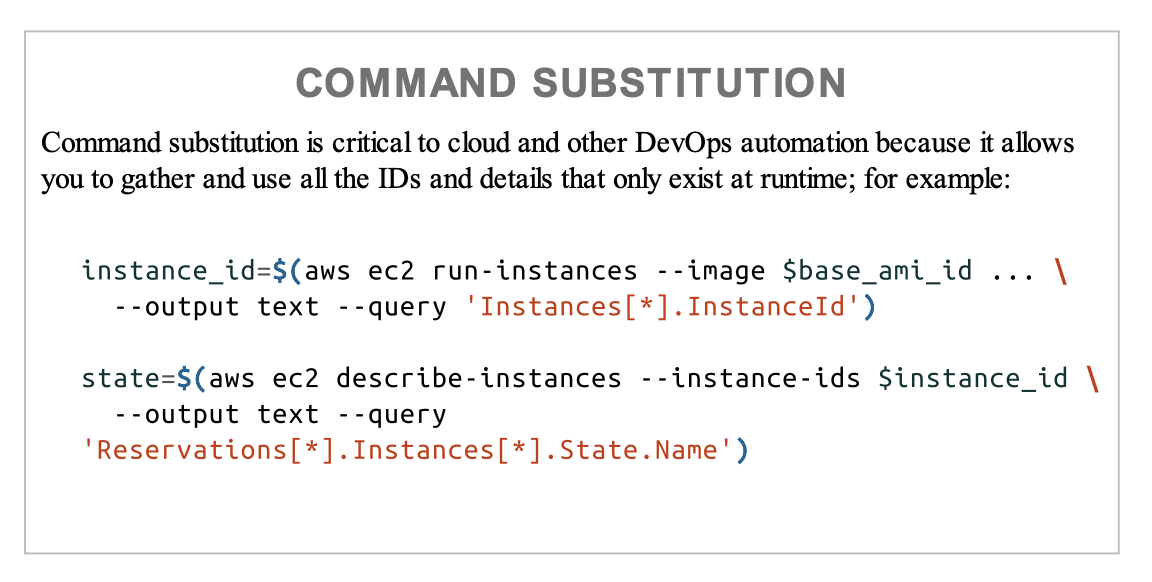 COMMAND SUBSTITUTION
Command substitution is critical to cloud and other DevOps automation because it allows
you to gather and use all the IDs and details that only exist at runtime; for example:
instance_id=$(aws ec2 run-instances --image $base_ami_id ... \
  --output text --query 'Instances[*].InstanceId')
state=$(aws ec2 describe-instances --instance-ids $instance_id \
  --output text --query
'Reservations[*].Instances[*].State.Name')